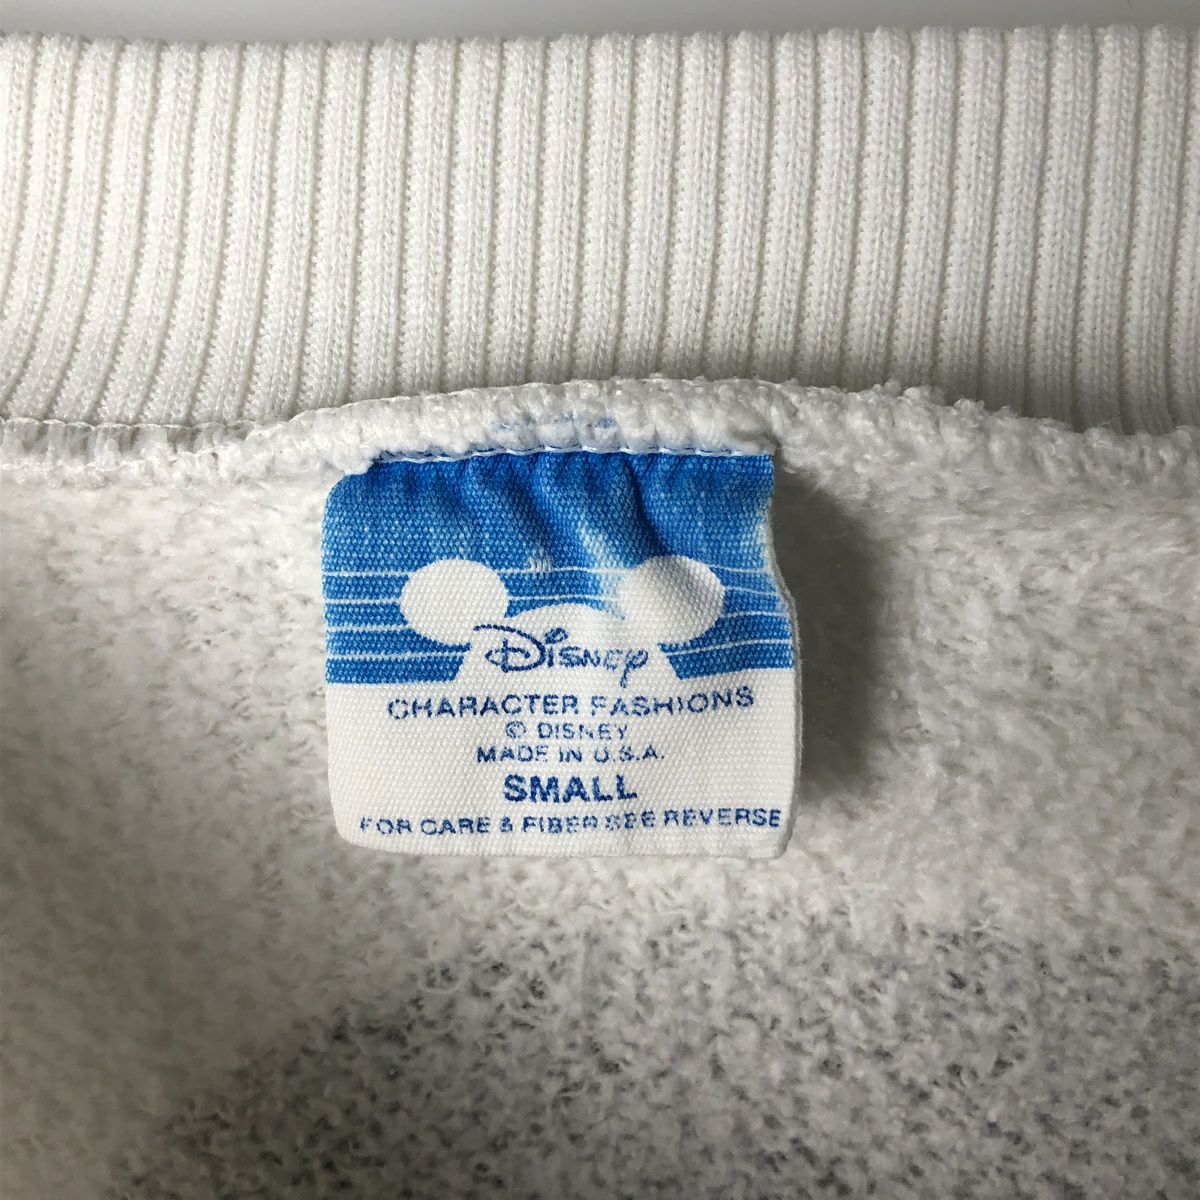 Disney
CHARACTER FASHIONS
© DISNEY
MADE IN U.S.A.
SMALL
FOR CARE & FIBER SEE REVERSE